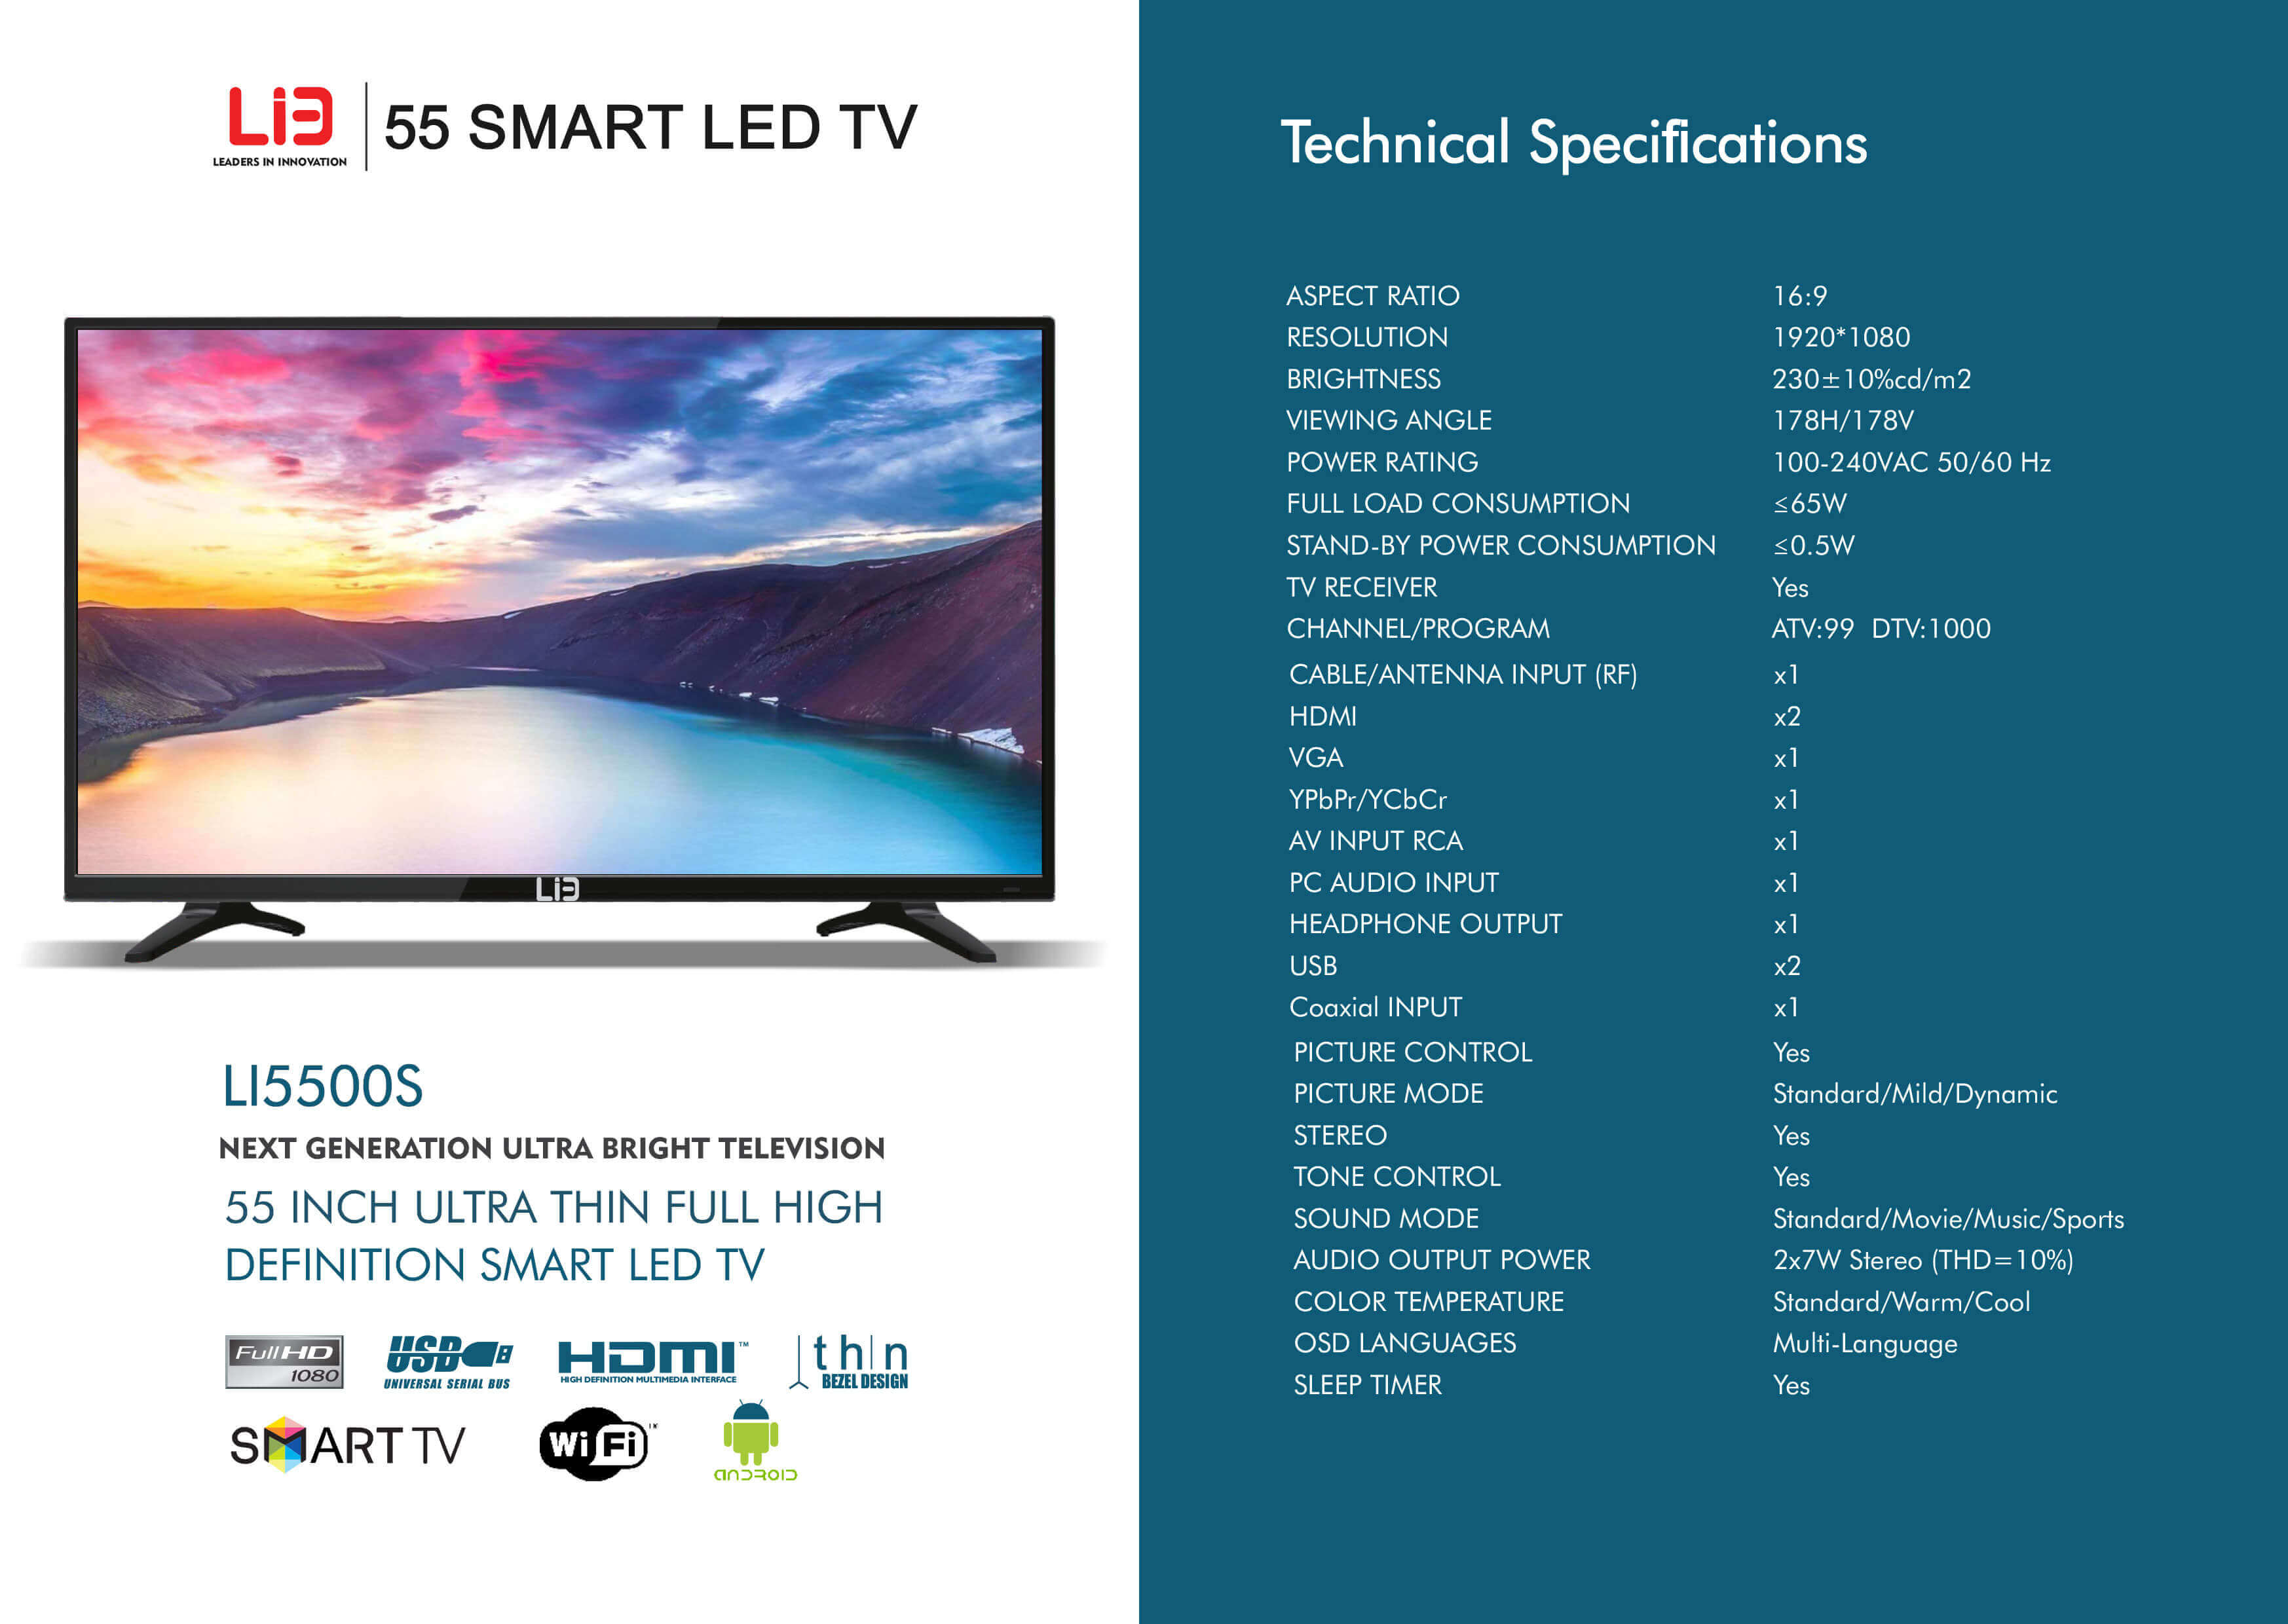 LiE
LEADERS IN INNOVATION
55 SMART LED TV
LiE
LI5500S
NEXT GENERATION ULTRA BRIGHT TELEVISION
55 INCH ULTRA THIN FULL HIGH
DEFINITION SMART LED TV
Full HD
1080
USB
UNIVERSAL SERIAL BUS
HDMI™
HIGH DEFINITION MULTIMEDIA INTERFACE
thin
BEZEL DESIGN
SMART TV
Wi Fi
ANDROID
Technical Specifications
ASPECT RATIO 16:9
RESOLUTION 1920*1080
BRIGHTNESS 230±10%cd/m2
VIEWING ANGLE 178H/178V
POWER RATING 100-240VAC 50/60 Hz
FULL LOAD CONSUMPTION ≤65W
STAND-BY POWER CONSUMPTION ≤0.5W
TV RECEIVER Yes
CHANNEL/PROGRAM ATV:99 DTV:1000
CABLE/ANTENNA INPUT (RF) x1
HDMI x2
VGA x1
YPbPr/YCbCr x1
AV INPUT RCA x1
PC AUDIO INPUT x1
HEADPHONE OUTPUT x1
USB x2
Coaxial INPUT x1
PICTURE CONTROL Yes
PICTURE MODE Standard/Mild/Dynamic
STEREO Yes
TONE CONTROL Yes
SOUND MODE Standard/Movie/Music/Sports
AUDIO OUTPUT POWER 2x7W Stereo (THD=10%)
COLOR TEMPERATURE Standard/Warm/Cool
OSD LANGUAGES Multi-Language
SLEEP TIMER Yes